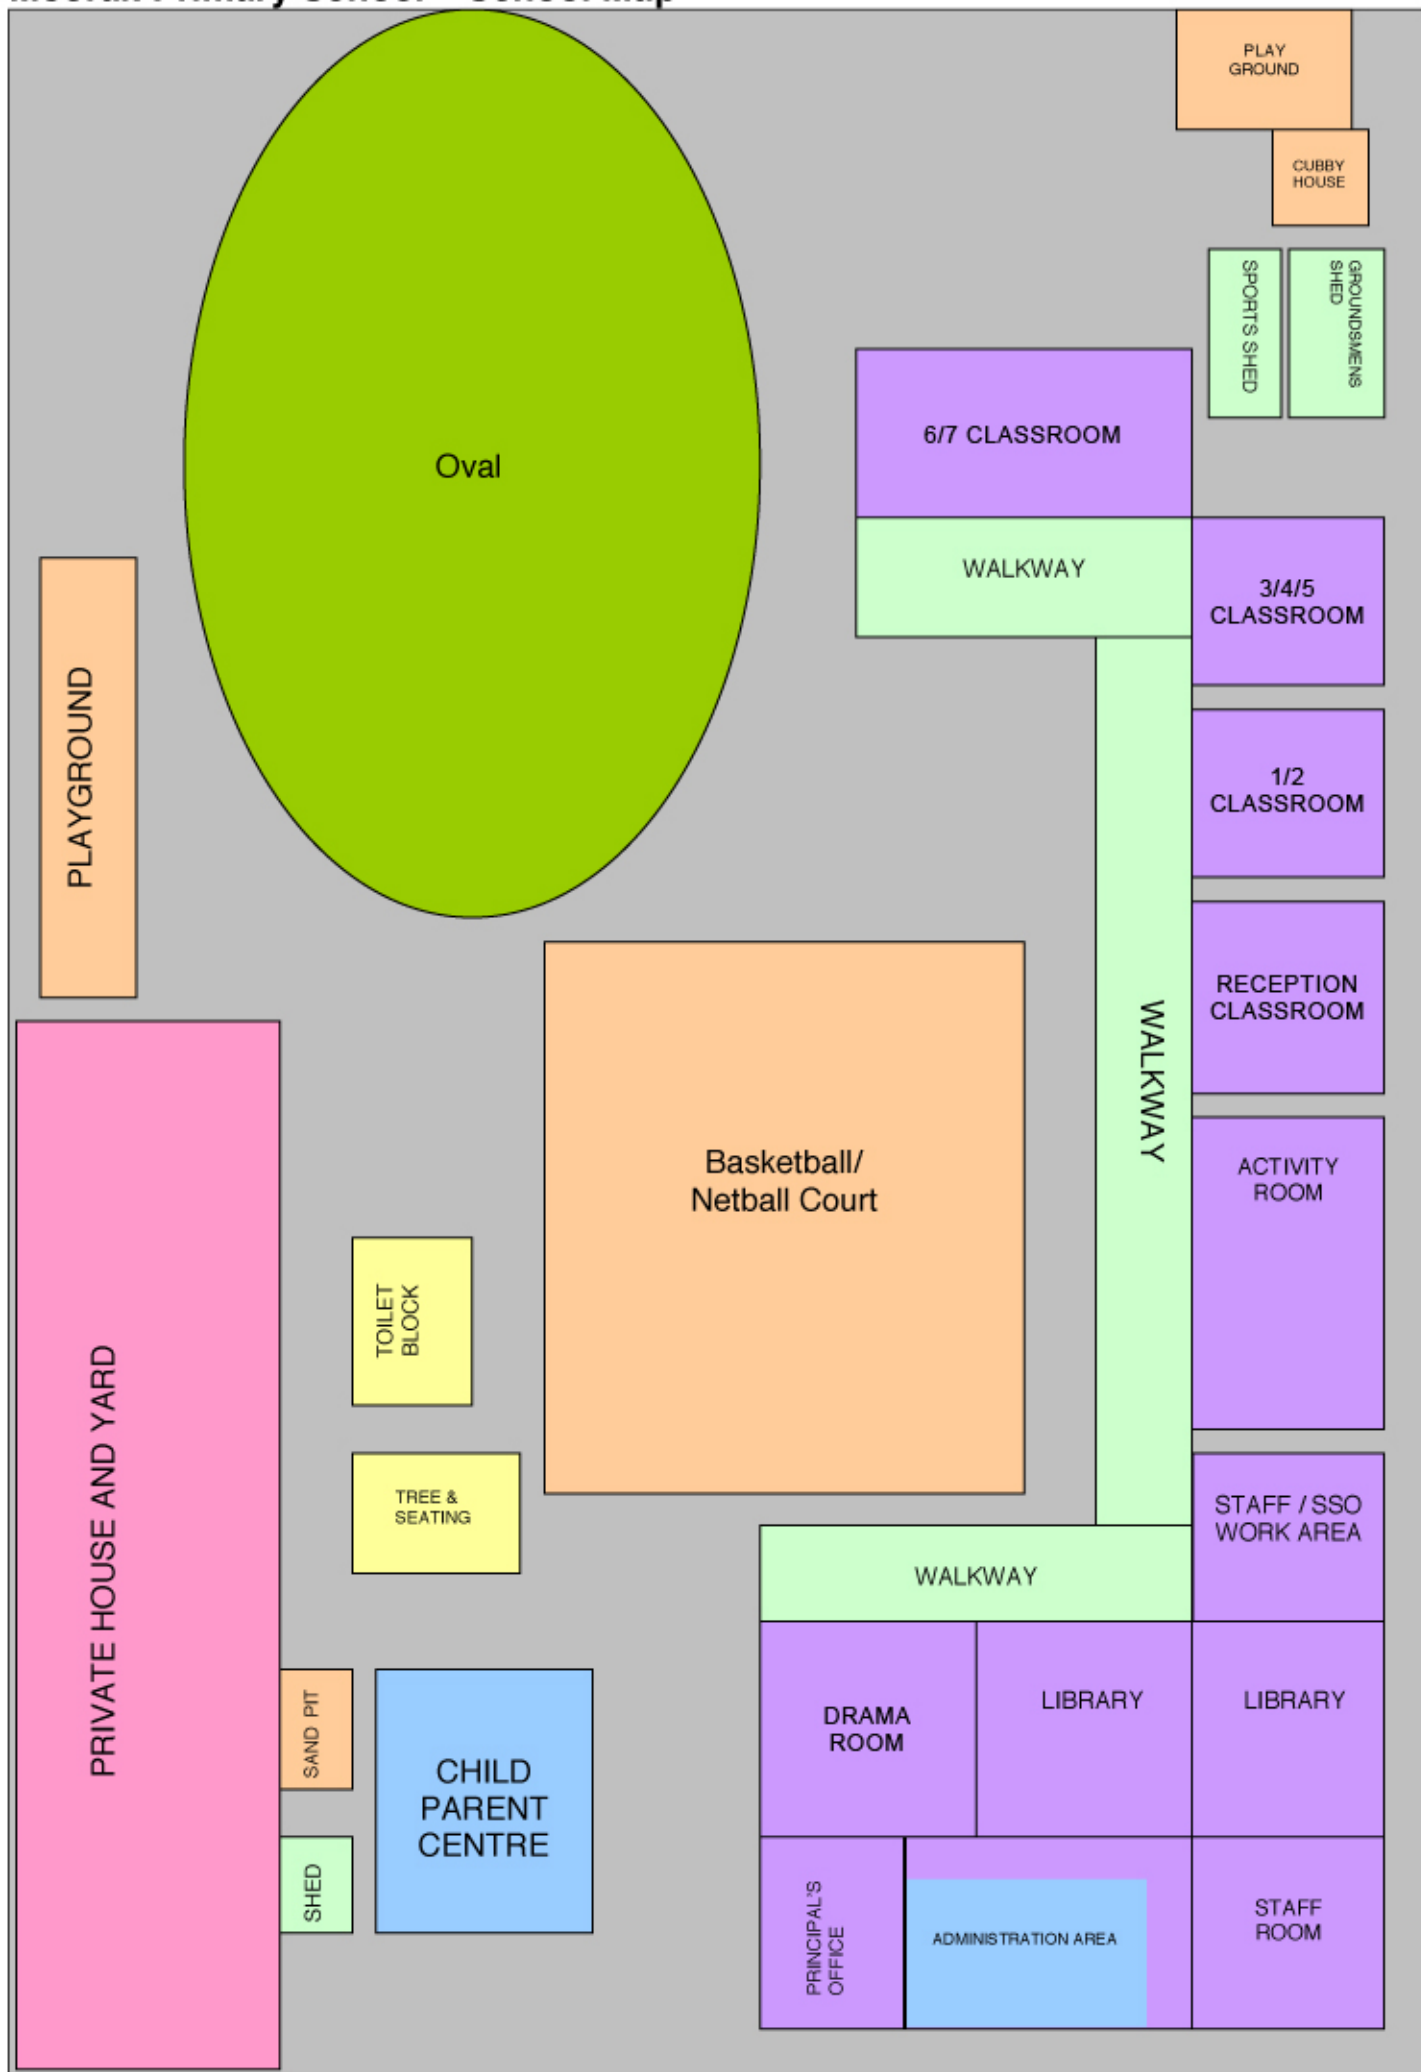 PLAY
GROUND
CUBBY
HOUSE
SPORTS SHED
GROUNDSMENS
SHED
6/7 CLASSROOM
Oval
WALKWAY
3/4/5
CLASSROOM
PLAYGROUND
1/2
CLASSROOM
RECEPTION
CLASSROOM
WALKWAY
Basketball/
Netball Court
ACTIVITY
ROOM
TOILET
BLOCK
PRIVATE HOUSE AND YARD
TREE &
SEATING
STAFF / SSO
WORK AREA
WALKWAY
SAND PIT
CHILD
PARENT
CENTRE
DRAMA
ROOM
LIBRARY
LIBRARY
SHED
PRINCIPAL'S
OFFICE
ADMINISTRATION AREA
STAFF
ROOM